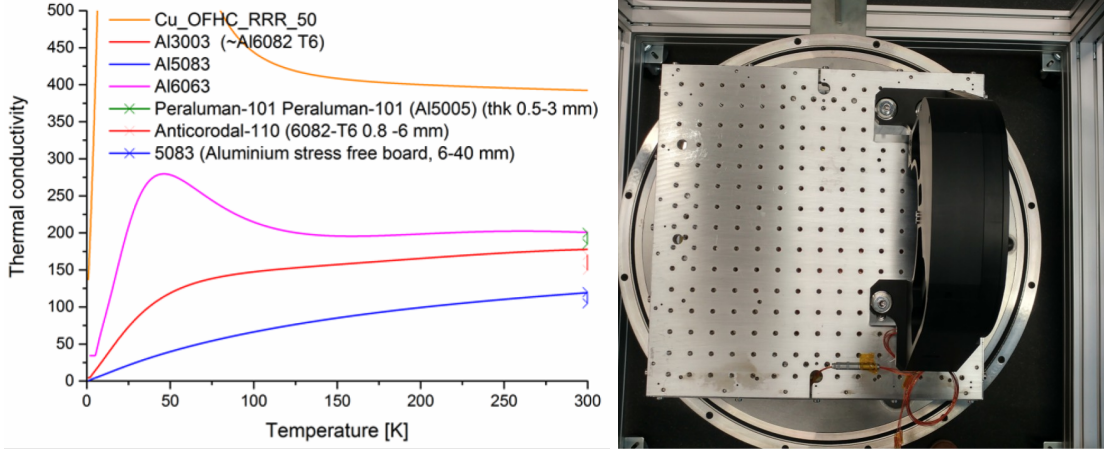 Cu_OFHC_RRR_50
Al3003 (~Al6082 T6)
Al5083
Al6063
Peraluman-101 Peraluman-101 (Al5005) (thk 0.5-3 mm)
Anticorodal-110 (6082-T6 0.8 -6 mm)
5083 (Aluminium stress free board, 6-40 mm)
Thermal conductivity
500
450
400
350
300
250
200
150
100
50
0
0 50 100 150 200 250 300
Temperature [K]